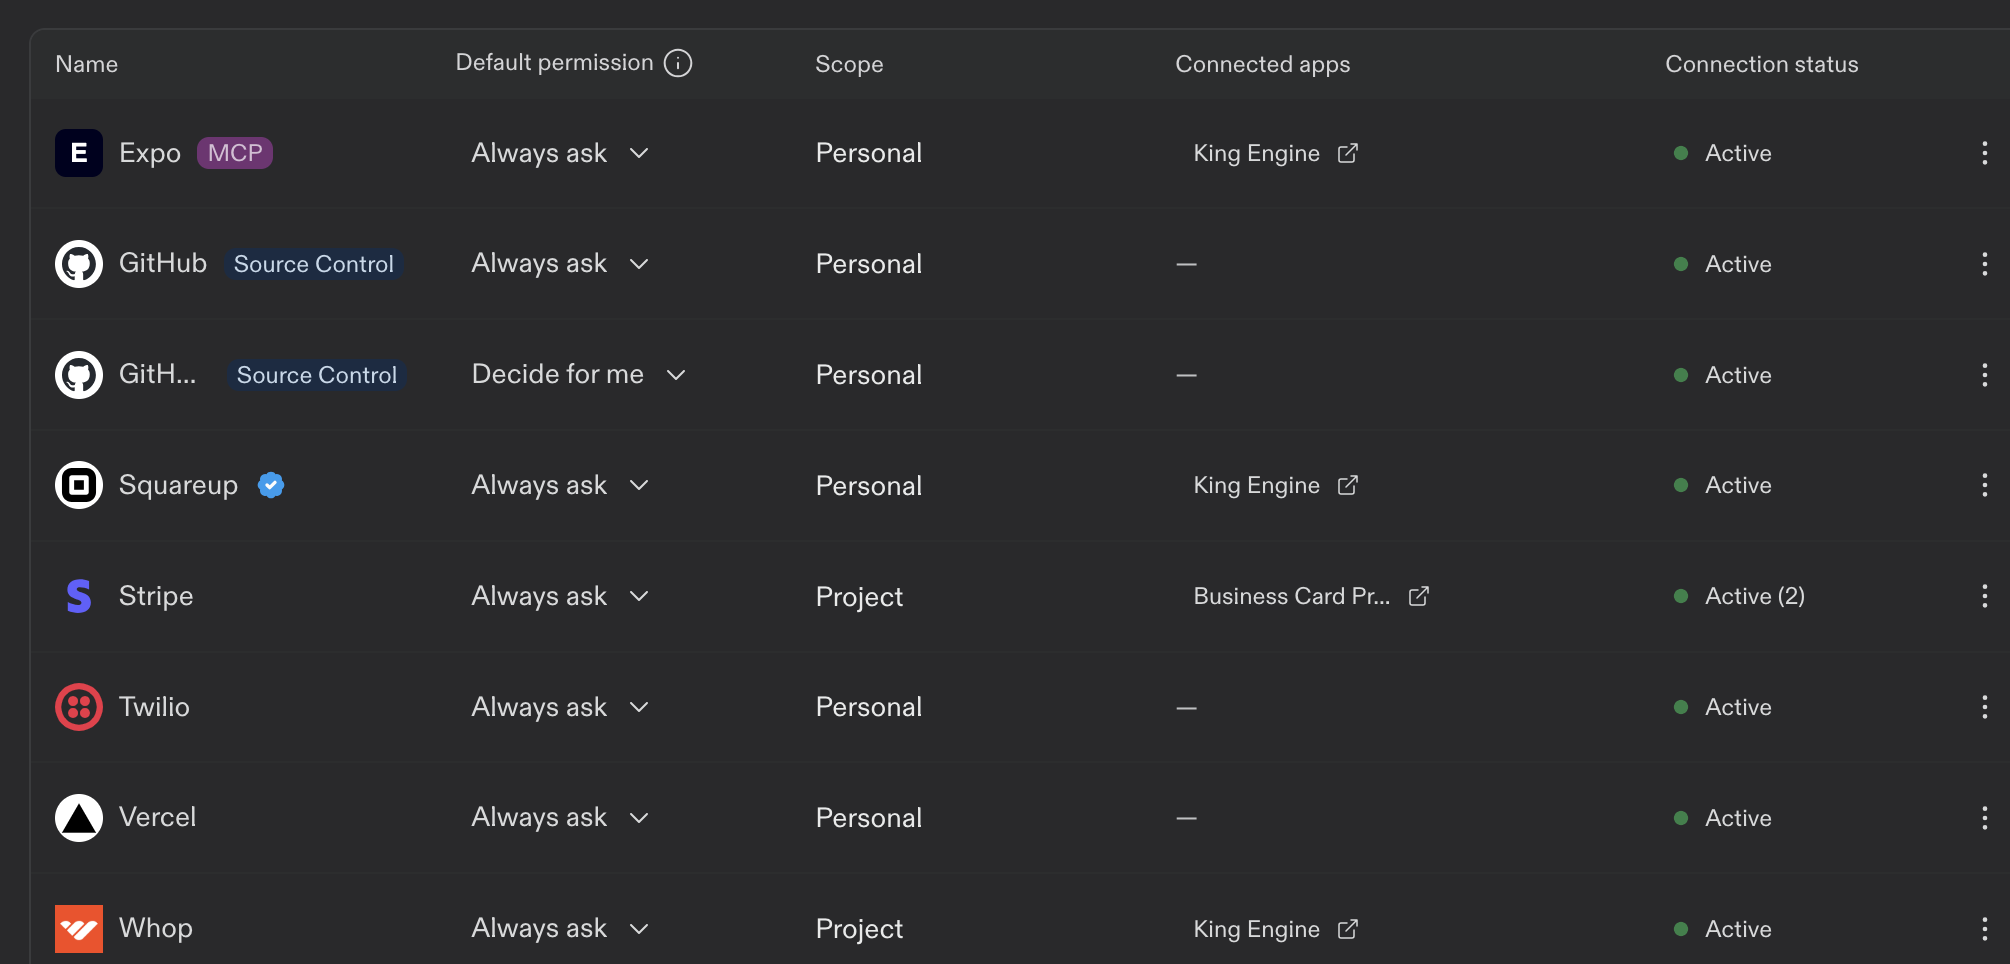 Name Default permission Scope Connected apps Connection status
E Expo MCP Always ask Personal King Engine Active
GitHub Source Control Always ask Personal — Active
GitH... Source Control Decide for me Personal — Active
Squareup Always ask Personal King Engine Active
Stripe Always ask Project Business Card Pr... Active (2)
Twilio Always ask Personal — Active
Vercel Always ask Personal — Active
Whop Always ask Project King Engine Active